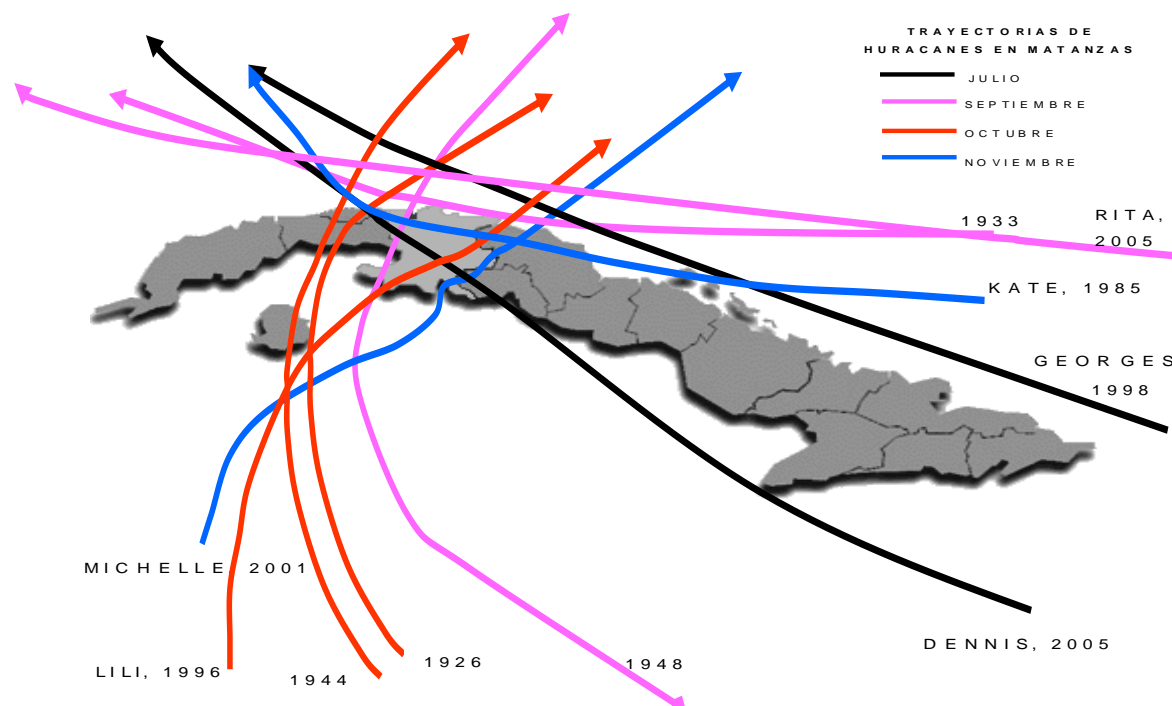 TRAYECTORIAS DE
HURACANES EN MATANZAS
JULIO
SEPTIEMBRE
OCTUBRE
NOVIEMBRE
1933
RITA,
2005
KATE, 1985
GEORGES
1998
MICHELLE, 2001
LILI, 1996
1944
1926
1948
DENNIS, 2005